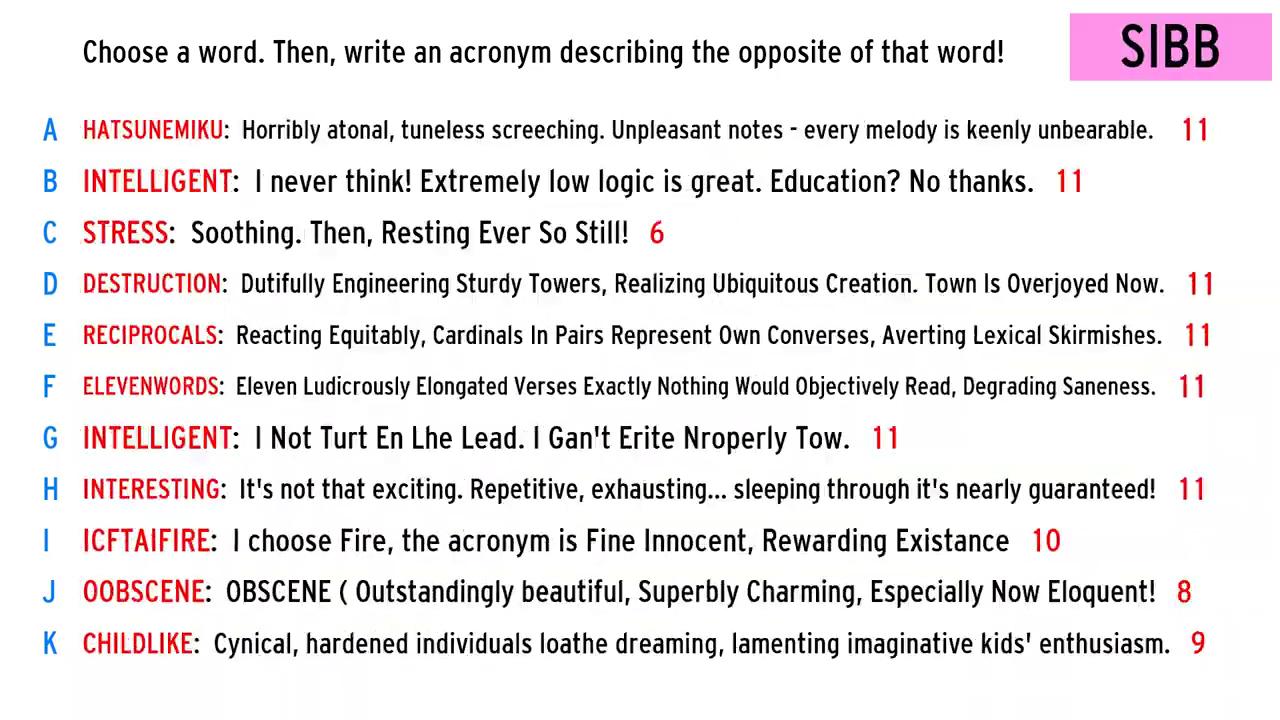 Choose a word. Then, write an acronym describing the opposite of that word! SIBB
A HATSUNEMIKU: Horribly atonal, tuneless screeching. Unpleasant notes - every melody is keenly unbearable. 11
B INTELLIGENT: I never think! Extremely low logic is great. Education? No thanks. 11
C STRESS: Soothing. Then, Resting Ever So Still! 6
D DESTRUCTION: Dutifully Engineering Sturdy Towers, Realizing Ubiquitous Creation. Town Is Overjoyed Now. 11
E RECIPROCALS: Reacting Equitably, Cardinals In Pairs Represent Own Converses, Averting Lexical Skirmishes. 11
F ELEVENWORDS: Eleven Ludicrously Elongated Verses Exactly Nothing Would Objectively Read, Degrading Saneness. 11
G INTELLIGENT: I Not Turt En Lhe Lead. I Gan't Erite Nroperly Tow. 11
H INTERESTING: It's not that exciting. Repetitive, exhausting... sleeping through it's nearly guaranteed! 11
I ICFTAIFIRE: I choose Fire, the acronym is Fine Innocent, Rewarding Existance 10
J OOBSCENE: OBSCENE ( Outstandingly beautiful, Superbly Charming, Especially Now Eloquent! 8
K CHILDLIKE: Cynical, hardened individuals loathe dreaming, lamenting imaginative kids' enthusiasm. 9